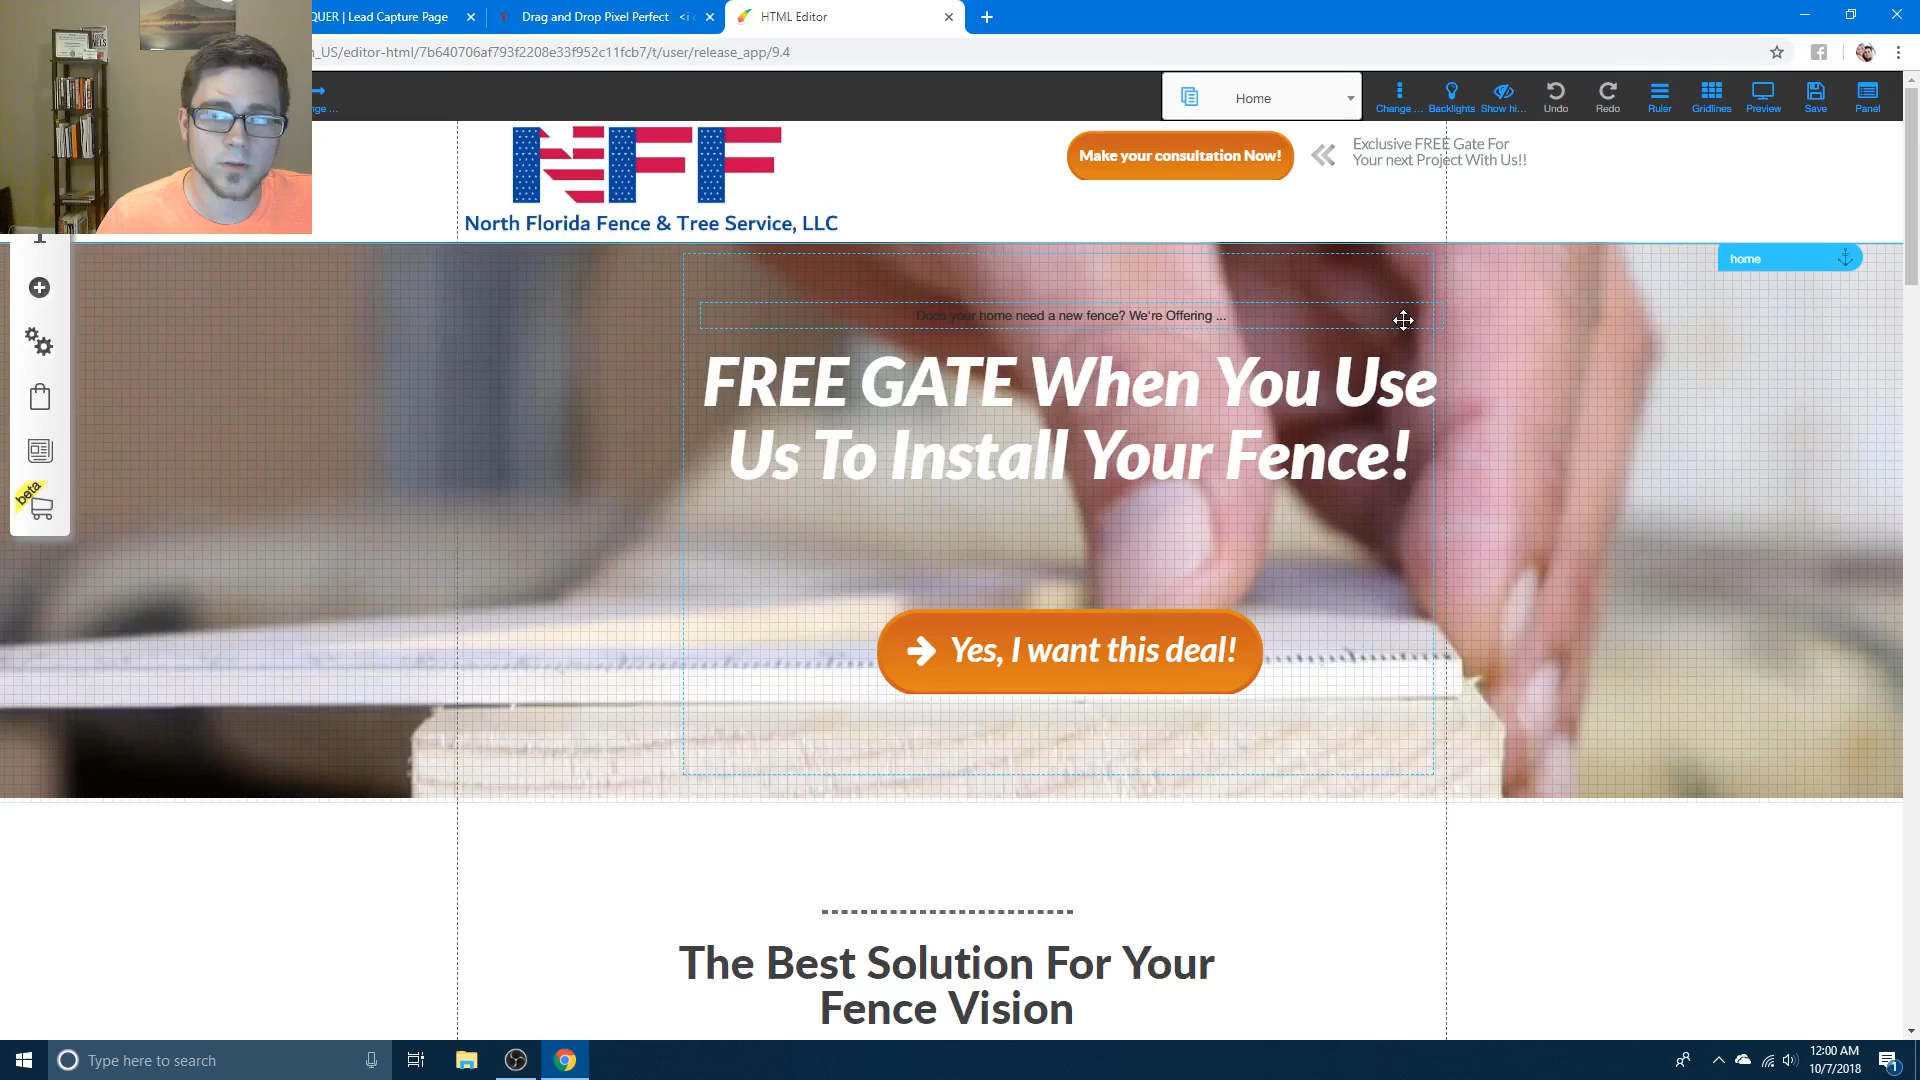 QUER | Lead Capture Page
Drag and Drop Pixel Perfect <i c
HTML Editor
n_US/editor-html/7b640706af793f2208e33f952c11fcb7/t/user/release_app/9.4
nge ...
Home
Change ...
Backlights
Show hi...
Undo
Redo
Ruler
Gridlines
Preview
Save
Panel
NFF
North Florida Fence & Tree Service, LLC
Make your consultation Now!
Exclusive FREE Gate For
Your next Project With Us!!
home
Does your home need a new fence? We're Offering ...
FREE GATE When You Use
Us To Install Your Fence!
beta
Yes, I want this deal!
The Best Solution For Your
Fence Vision
Type here to search
12:00 AM
10/7/2018
1